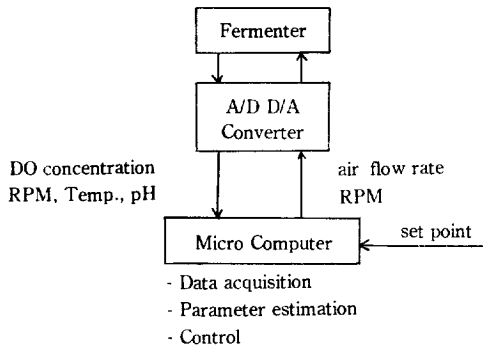 Fermenter
A/D D/A
Converter
DO concentration
RPM, Temp., pH
air flow rate
RPM
Micro Computer
set point
- Data acquisition
- Parameter estimation
- Control